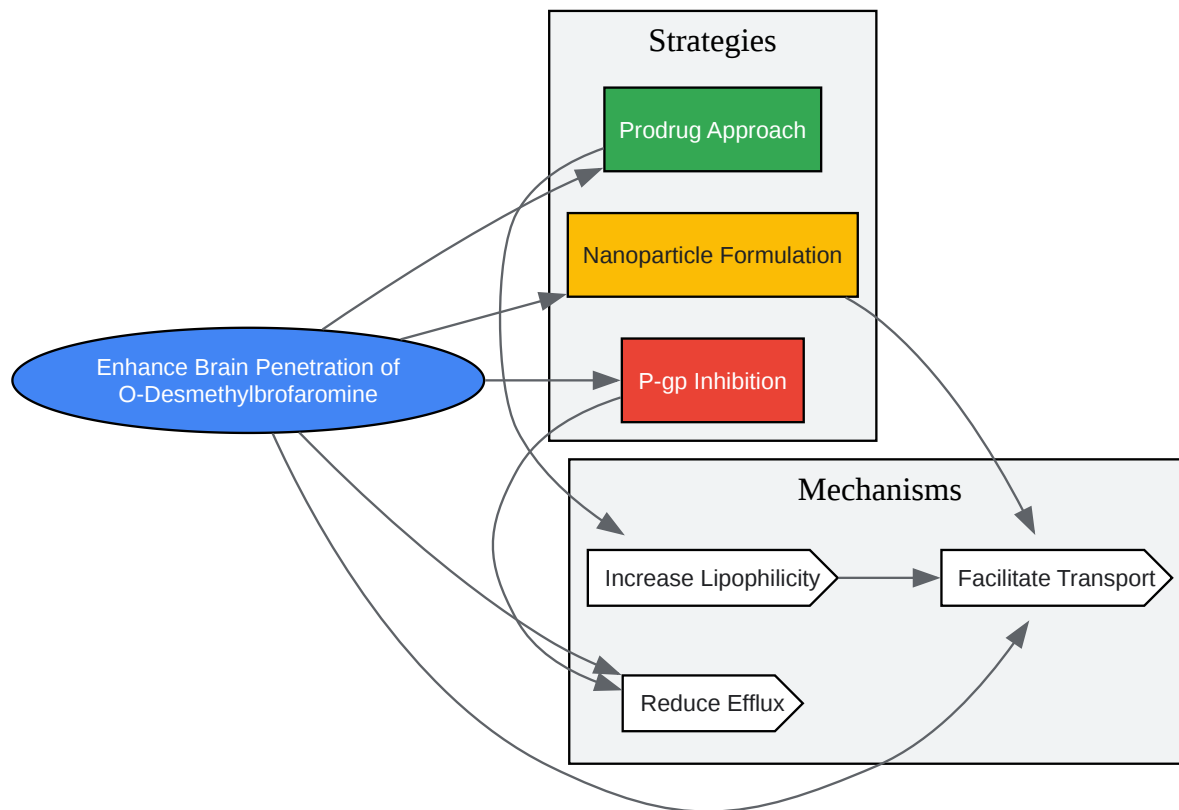 Strategies
Prodrug Approach
Nanoparticle Formulation
Enhance Brain Penetration of
O-Desmethylbrofaromine
P-gp Inhibition
Mechanisms
Increase Lipophilicity
Facilitate Transport
Reduce Efflux